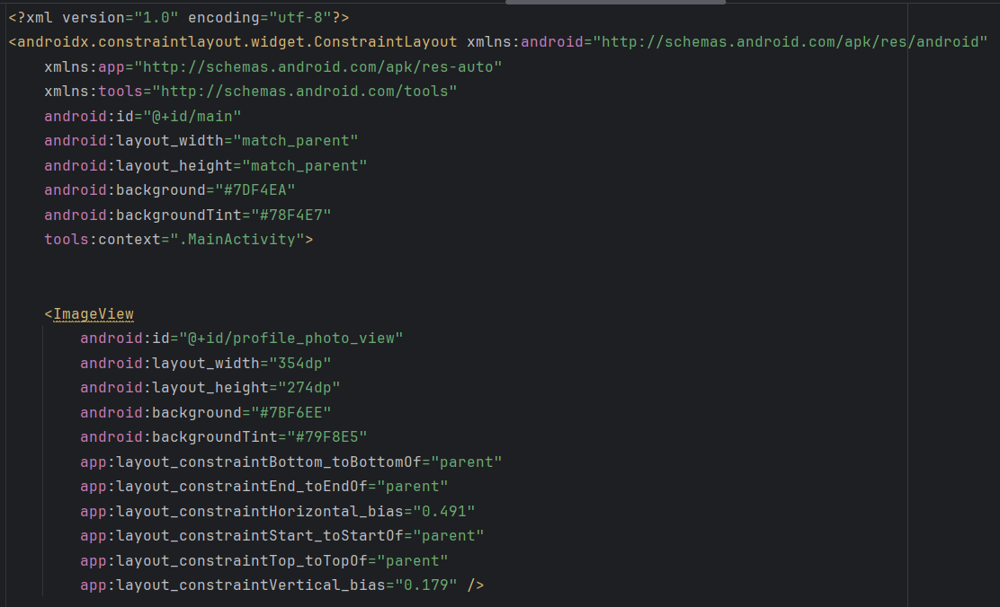 <?xml version="1.0" encoding="utf-8"?>
<androidx.constraintlayout.widget.ConstraintLayout xmlns:android="http://schemas.android.com/apk/res/android"
    xmlns:app="http://schemas.android.com/apk/res-auto"
    xmlns:tools="http://schemas.android.com/tools"
    android:id="@+id/main"
    android:layout_width="match_parent"
    android:layout_height="match_parent"
    android:background="#7DF4EA"
    android:backgroundTint="#78F4E7"
    tools:context=".MainActivity">
    <ImageView
        android:id="@+id/profile_photo_view"
        android:layout_width="354dp"
        android:layout_height="274dp"
        android:background="#7BF6EE"
        android:backgroundTint="#79F8E5"
        app:layout_constraintBottom_toBottomOf="parent"
        app:layout_constraintEnd_toEndOf="parent"
        app:layout_constraintHorizontal_bias="0.491"
        app:layout_constraintStart_toStartOf="parent"
        app:layout_constraintTop_toTopOf="parent"
        app:layout_constraintVertical_bias="0.179" />